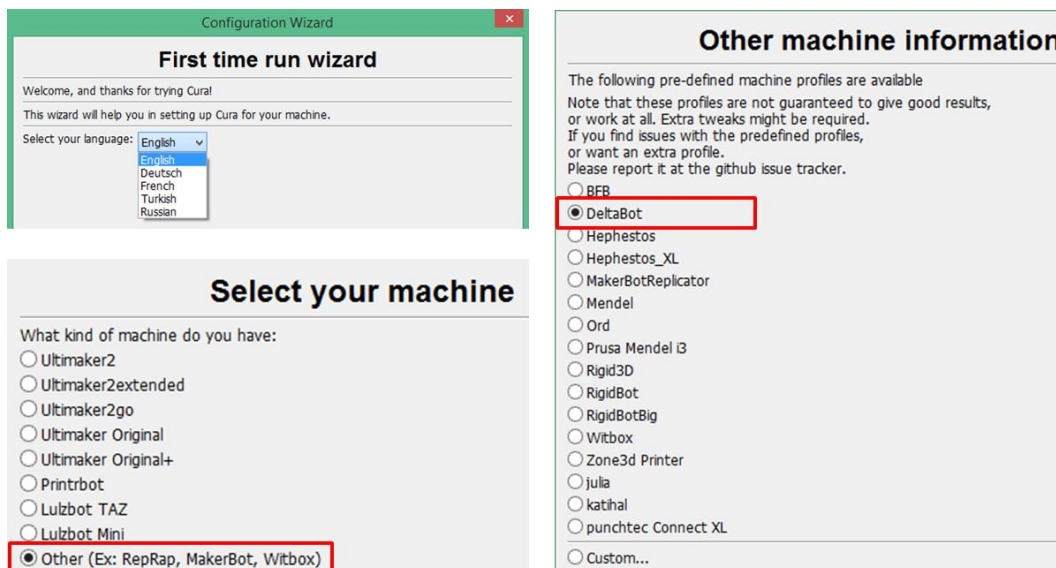 Configuration Wizard
First time run wizard
Welcome, and thanks for trying Cura!
This wizard will help you in setting up Cura for your machine.
Select your language: English
English
Deutsch
French
Turkish
Russian
Select your machine
What kind of machine do you have:
Ultimaker2
Ultimaker2extended
Ultimaker2go
Ultimaker Original
Ultimaker Original+
Printrbot
Lulzbot TAZ
Lulzbot Mini
Other (Ex: RepRap, MakerBot, Witbox)
Other machine information
The following pre-defined machine profiles are available
Note that these profiles are not guaranteed to give good results,
or work at all. Extra tweaks might be required.
If you find issues with the predefined profiles,
or want an extra profile.
Please report it at the github issue tracker.
BFB
DeltaBot
Hephestos
Hephestos_XL
MakerBotReplicator
Mendel
Ord
Prusa Mendel i3
Rigid3D
RigidBot
RigidBotBig
Witbox
Zone3d Printer
julia
katihal
punchtec Connect XL
Custom...